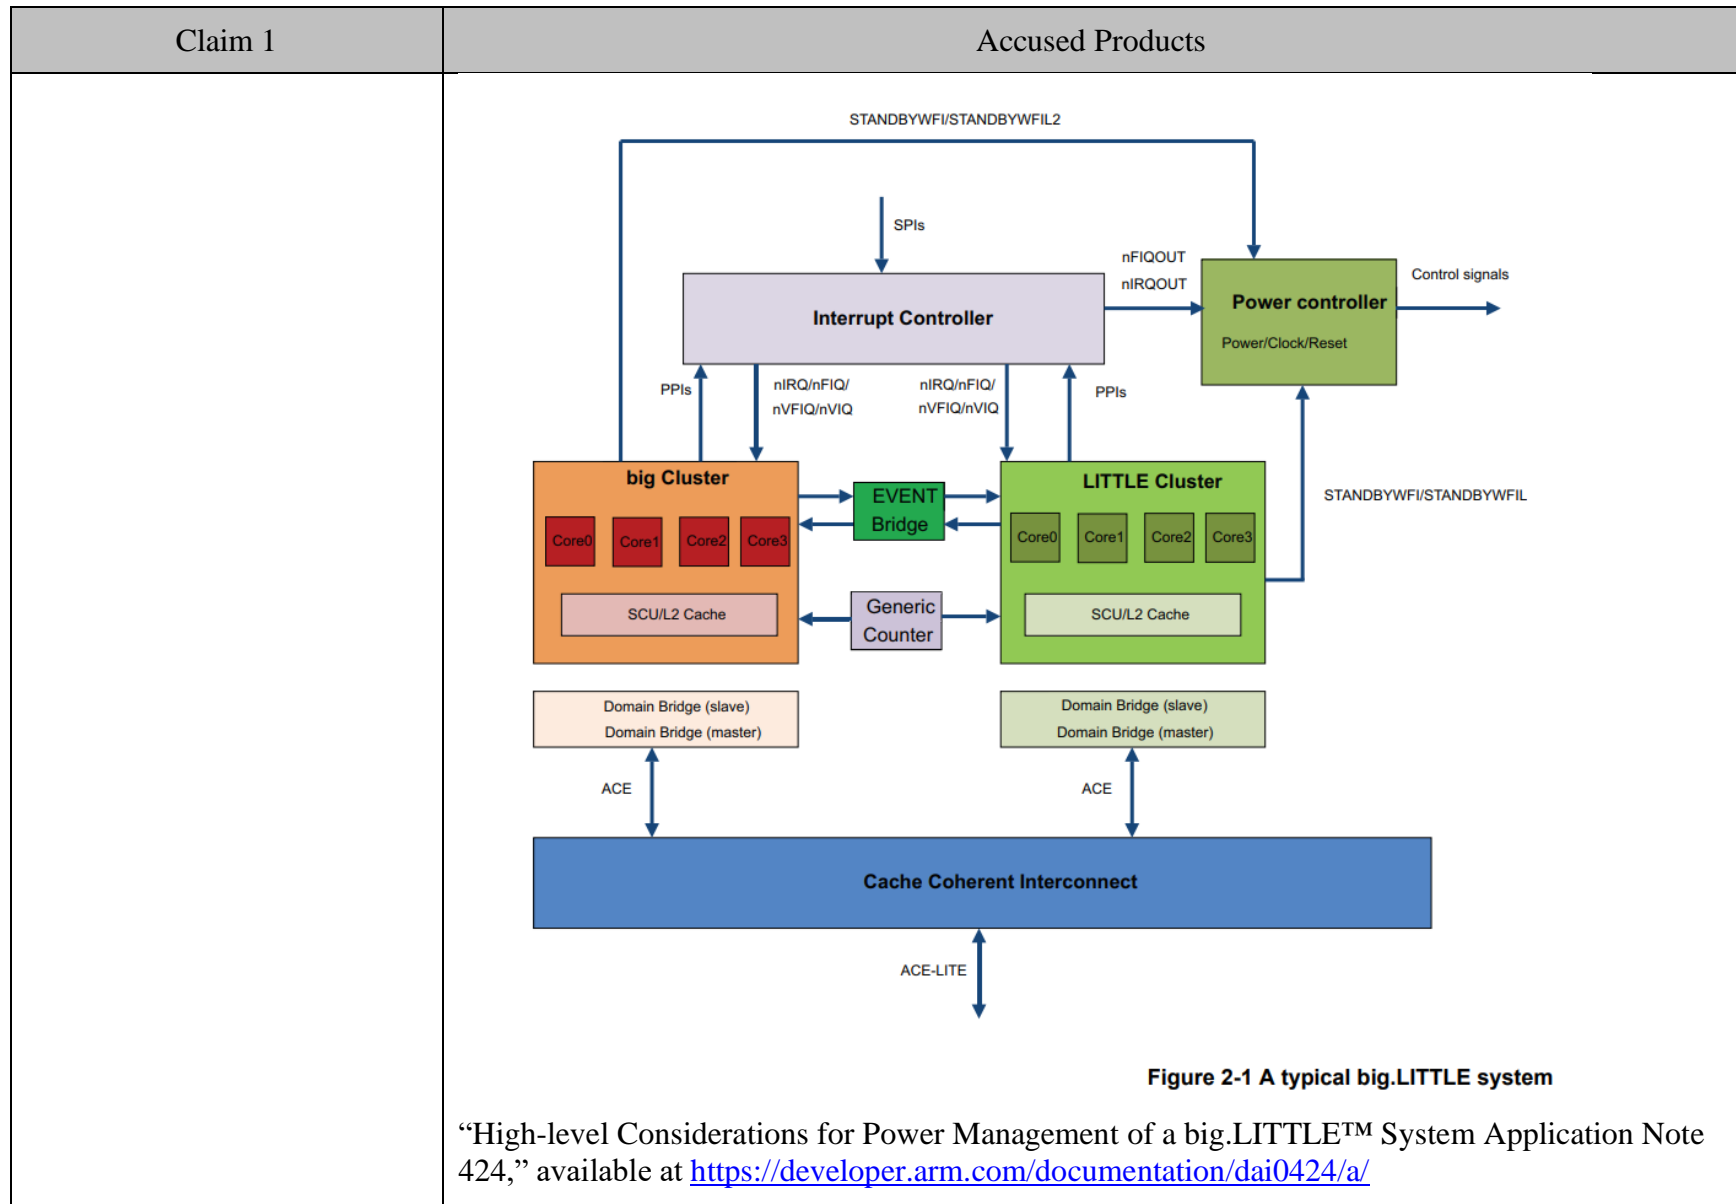 Claim 1
Accused Products
STANDBYWFI/STANDBYWFIL2
SPIs
nFIQOUT
nIRQOUT
Control signals
Interrupt Controller
Power controller
Power/Clock/Reset
PPIs
nIRQ/nFIQ/
nVFIQ/nVIQ
nIRQ/nFIQ/
nVFIQ/nVIQ
PPIs
big Cluster
Core0
Core1
Core2
Core3
SCU/L2 Cache
EVENT
Bridge
Generic
Counter
LITTLE Cluster
Core0
Core1
Core2
Core3
SCU/L2 Cache
STANDBYWFI/STANDBYWFIL
Domain Bridge (slave)
Domain Bridge (master)
Domain Bridge (slave)
Domain Bridge (master)
ACE
ACE
Cache Coherent Interconnect
ACE-LITE
Figure 2-1 A typical big.LITTLE system
“High-level Considerations for Power Management of a big.LITTLE™ System Application Note
424,” available at https://developer.arm.com/documentation/dai0424/a/